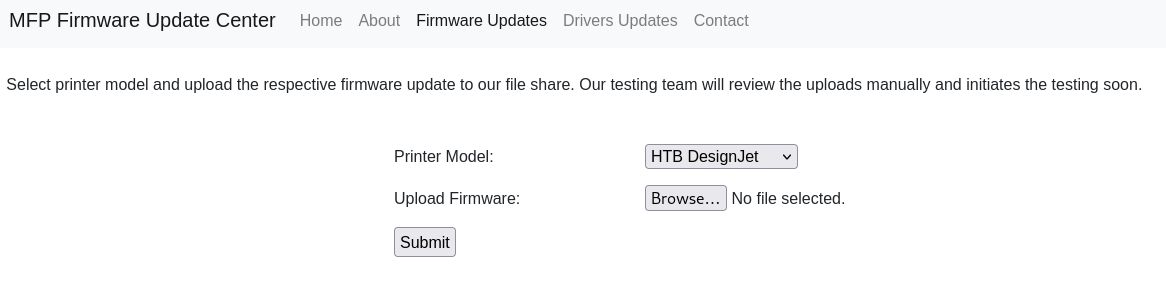 MFP Firmware Update Center Home About Firmware Updates Drivers Updates Contact
Select printer model and upload the respective firmware update to our file share. Our testing team will review the uploads manually and initiates the testing soon.
Printer Model: HTB DesignJet
Upload Firmware: Browse... No file selected.
Submit